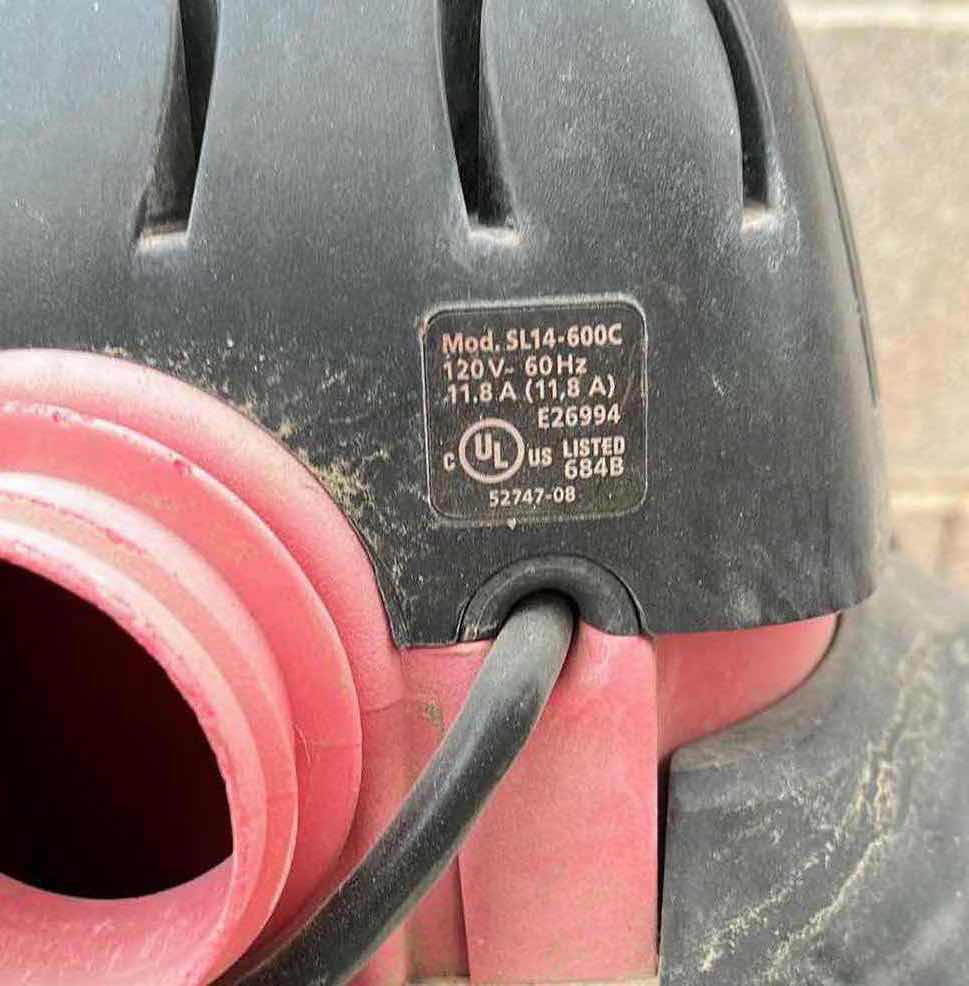 Mod. SL14-600C
120V~ 60Hz
11.8 A (11,8 A)
E26994
C UL US LISTED
684B
52747-08